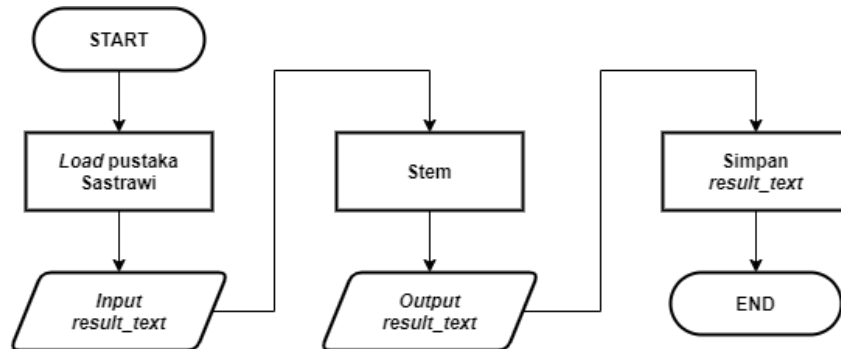 START
Load pustaka
Sastrawi
Input
result_text
Stem
Output
result_text
Simpan
result_text
END